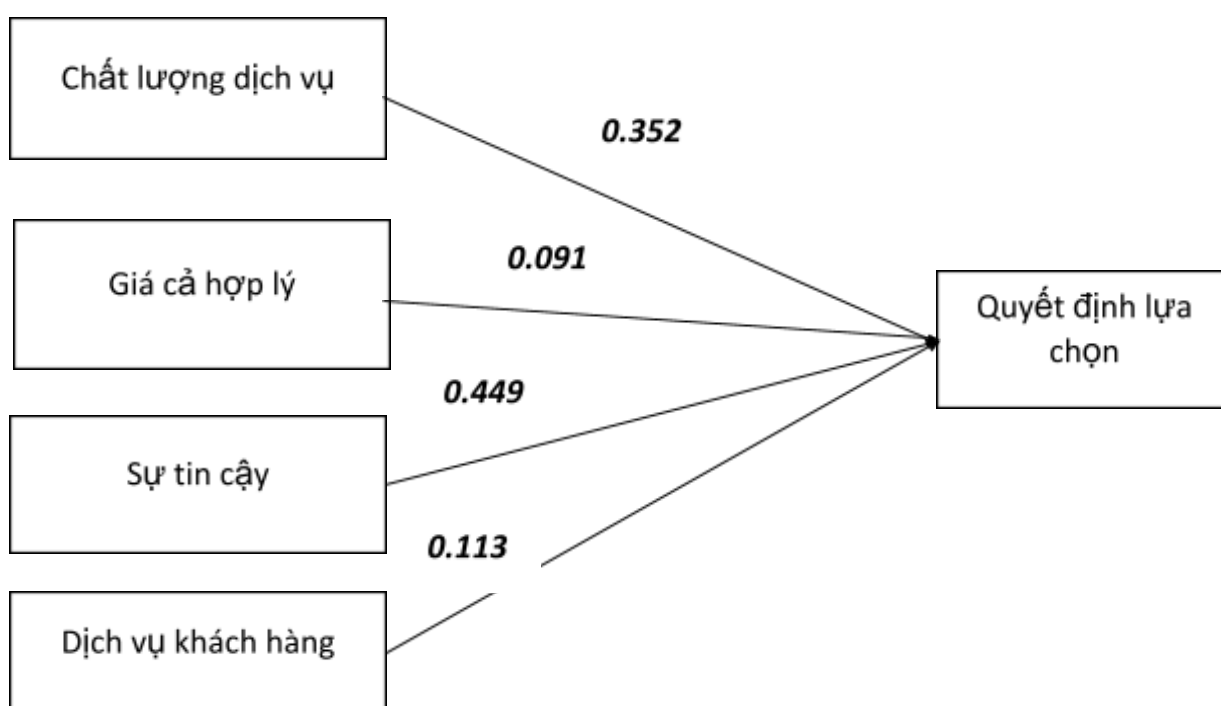 Chất lượng dịch vụ
0.352
Giá cả hợp lý
0.091
Quyết định lựa
chọn
0.449
Sự tin cậy
0.113
Dịch vụ khách hàng